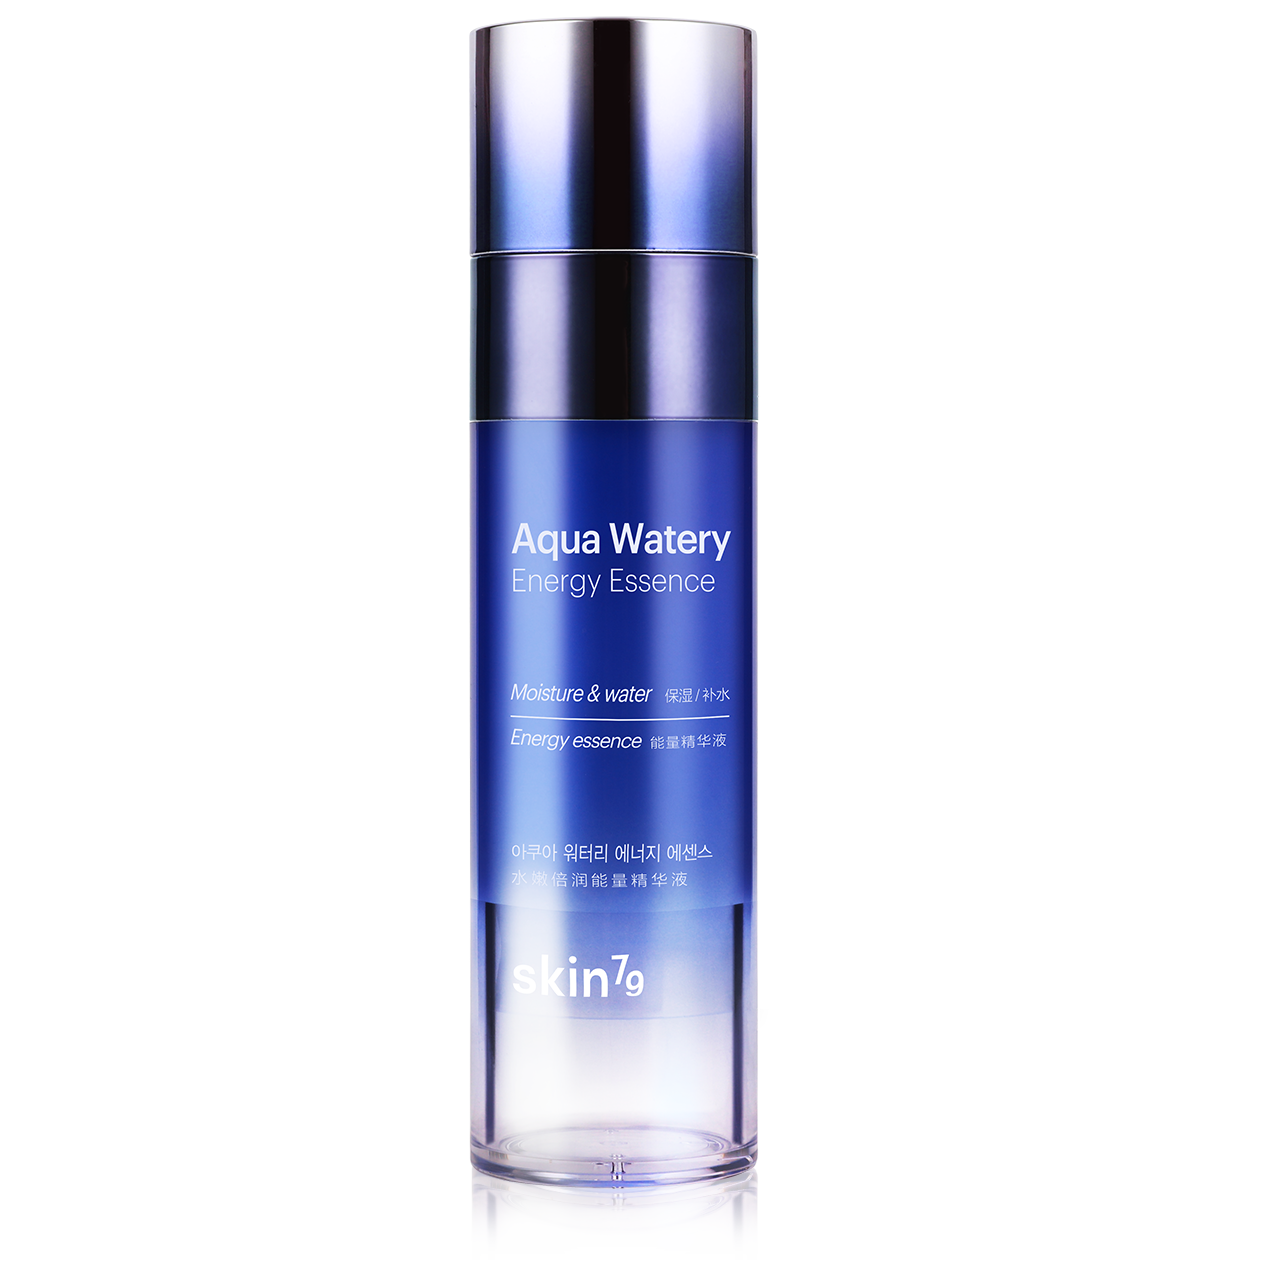 Aqua Watery
Energy Essence
Moisture & water 保湿/补水
Energy essence 能量精华液
아쿠아 워터리 에너지 에센스
水嫩倍润能量精华液
skin79